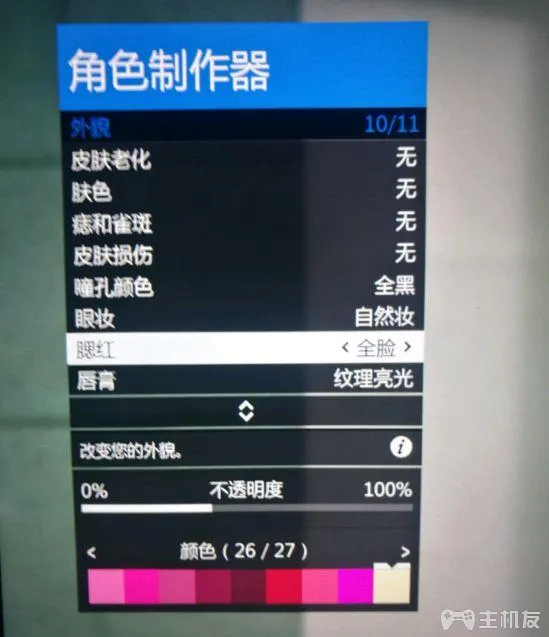 角色制作器
外貌 10/11
皮肤老化 无
肤色 无
痣和雀斑 无
皮肤损伤 无
瞳孔颜色 全黑
眼妆 自然妆
腮红 < 全脸 >
唇膏 纹理亮光
改变您的外貌。
0% 不透明度 100%
< 颜色(26/27) >
主机友